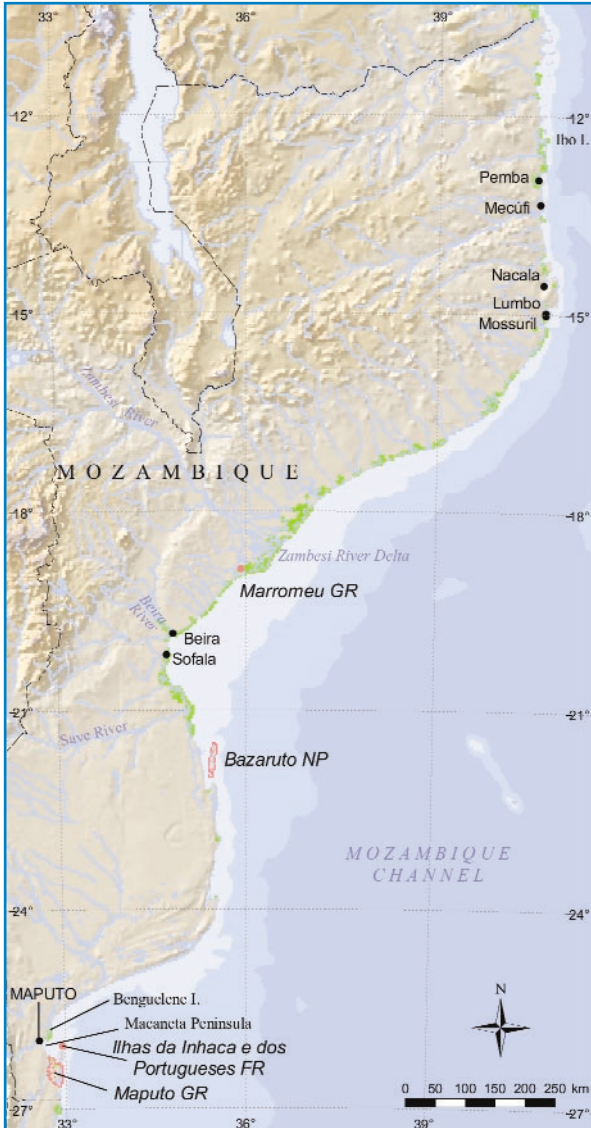 33° 36° 39°
-12° -12°
Ibo I.
Pemba
Mecúfi
Nacala
Lumbo
-15° Mossuril -15°
Zambesi River
MOZAMBIQUE
-18° -18°
Zambesi River Delta
Marromeu GR
Beira River
Beira
Sofala
-21° -21°
Save River
Bazaruto NP
MOZAMBIQUE
CHANNEL
-24° -24°
MAPUTO
Benguelene I.
Macaneta Peninsula
Ilhas da Inhaca e dos
Portugueses FR
Maputo GR
N
0 50 100 150 200 250 km
-27° -27°
33° 36° 39°